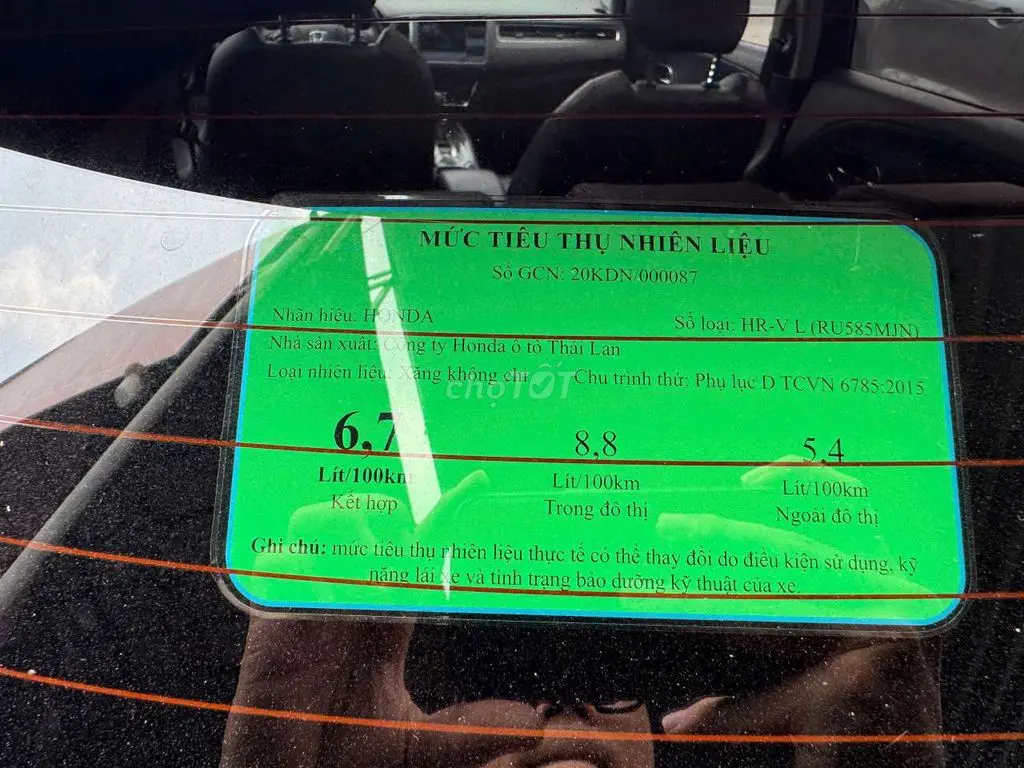 MỨC TIÊU THỤ NHIÊN LIỆU
Số GCN: 20KDN/000087
Nhãn hiệu: HONDA
Số loại: HR-V L (RU585MJN)
Nhà sản xuất: Công ty Honda ô tô Thái Lan
Loại nhiên liệu: Xăng không chì
Chu trình thử: Phụ lục D TCVN 6785:2015
chợTỐT
6,7
8,8
5,4
Lít/100km
Lít/100km
Lít/100km
Kết hợp
Trong đô thị
Ngoài đô thị
Ghi chú: mức tiêu thụ nhiên liệu thực tế có thể thay đổi do điều kiện sử dụng, kỹ
năng lái xe và tình trạng bảo dưỡng kỹ thuật của xe.